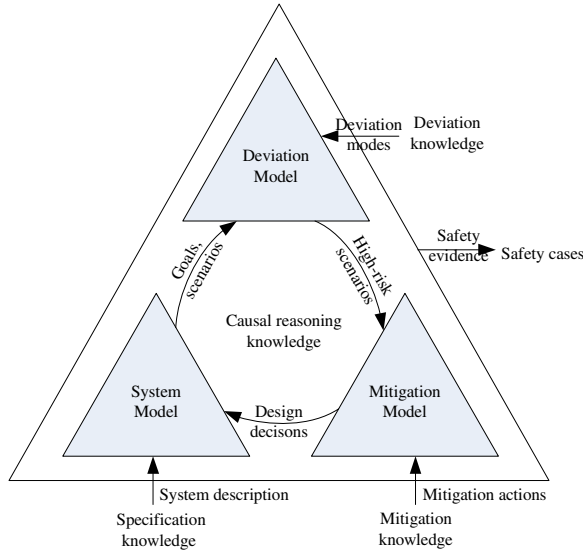 Deviation
modes
Deviation
knowledge
Deviation
Model
Goals,
scenarios
High-risk
scenarios
Safety
evidence
Safety cases
Causal reasoning
knowledge
System
Model
Design
decisons
Mitigation
Model
System description
Specification
knowledge
Mitigation actions
Mitigation
knowledge